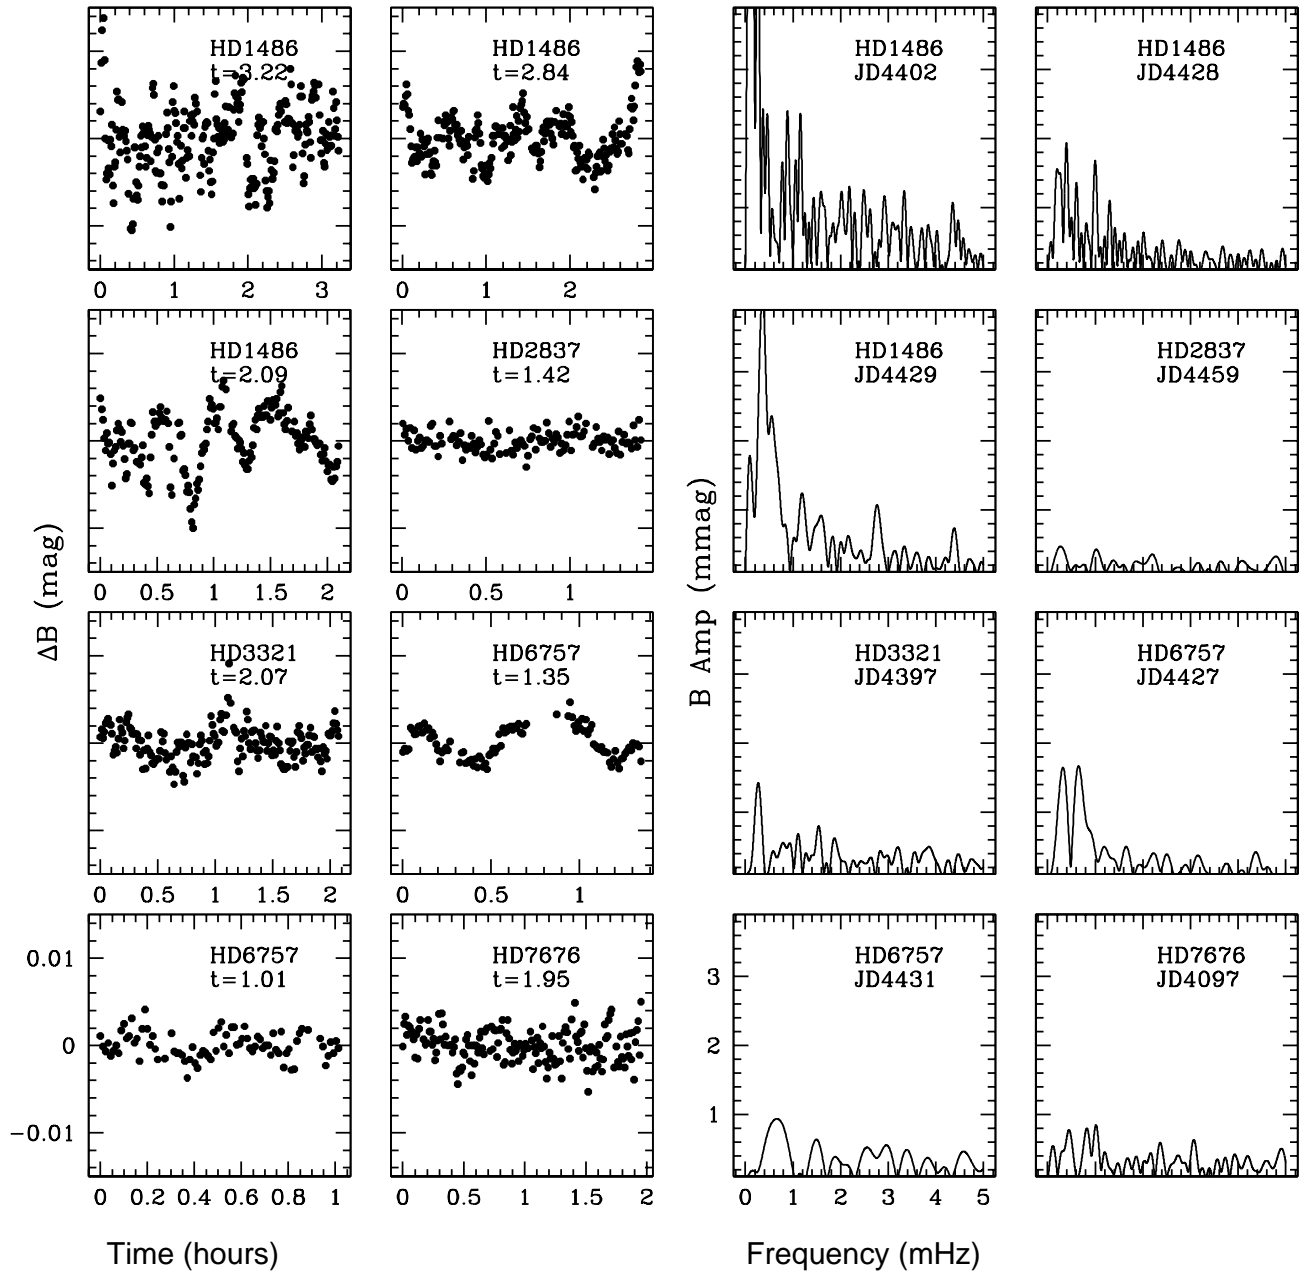 HD1486
t=3.22
HD1486
t=2.84
HD1486
JD4402
HD1486
JD4428
0 1 2 3
0 1 2
HD1486
t=2.09
HD2837
t=1.42
HD1486
JD4429
HD2837
JD4459
0 0.5 1 1.5 2
0 0.5 1
ΔB (mag)
B Amp (mmag)
HD3321
t=2.07
HD6757
t=1.35
HD3321
JD4397
HD6757
JD4427
0 0.5 1 1.5 2
0 0.5 1
HD6757
t=1.01
HD7676
t=1.95
HD6757
JD4431
HD7676
JD4097
0.01
0
−0.01
3
2
1
0 0.2 0.4 0.6 0.8 1
0 0.5 1 1.5 2
0 1 2 3 4 5
Time (hours)
Frequency (mHz)